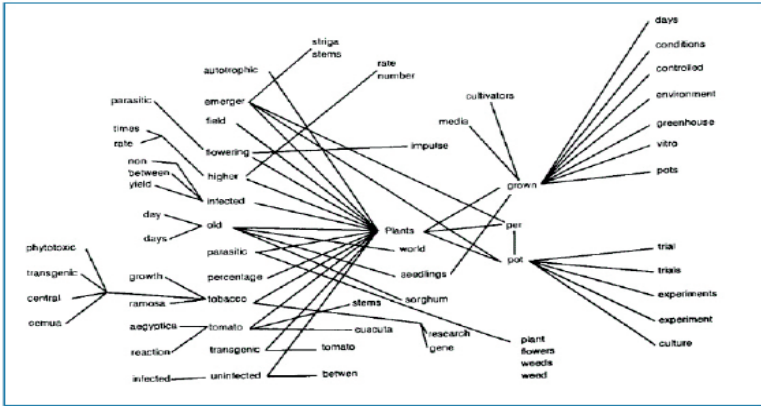 days
striga
stems
conditions
autotrophic
rate
number
controlled
cultivators
environment
parasitic
emerger
field
media
greenhouse
times
rate
flowering
impulse
vitro
non
between
yield
higher
pots
grown
infected
day
old
days
Plants
per
world
phytotoxic
parasitic
pot
trial
transgenic
growth
percentage
seedlings
trials
central
ramosa
tobacco
sorghum
stems
experiments
oemua
aegyptica
tomato
cuacuta
research
gene
experiment
reaction
transgenic
tomato
plant
flowers
weeds
weed
culture
infected
uninfected
betwen